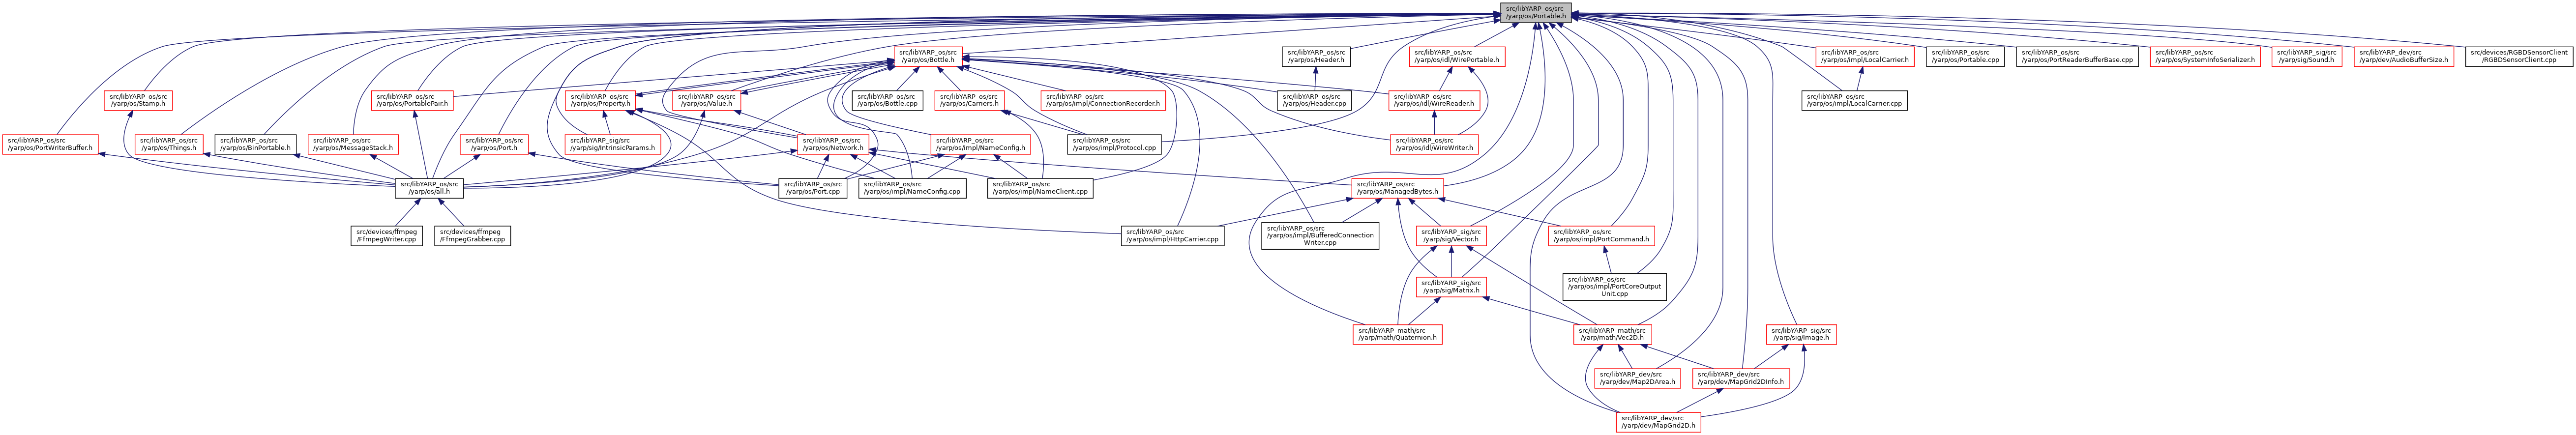 src/libYARP_os/src
/yarp/os/Portable.h
src/libYARP_os/src
/yarp/os/Bottle.h
src/libYARP_os/src
/yarp/os/Header.h
src/libYARP_os/src
/yarp/os/idl/WirePortable.h
src/libYARP_os/src
/yarp/os/impl/LocalCarrier.h
src/libYARP_os/src
/yarp/os/Portable.cpp
src/libYARP_os/src
/yarp/os/PortReaderBufferBase.cpp
src/libYARP_os/src
/yarp/os/SystemInfoSerializer.h
src/libYARP_sig/src
/yarp/sig/Sound.h
src/libYARP_dev/src
/yarp/dev/AudioBufferSize.h
src/devices/RGBDSensorClient
/RGBDSensorClient.cpp
src/libYARP_os/src
/yarp/os/Stamp.h
src/libYARP_os/src
/yarp/os/PortablePair.h
src/libYARP_os/src
/yarp/os/Property.h
src/libYARP_os/src
/yarp/os/Value.h
src/libYARP_os/src
/yarp/os/Bottle.cpp
src/libYARP_os/src
/yarp/os/Carriers.h
src/libYARP_os/src
/yarp/os/impl/ConnectionRecorder.h
src/libYARP_os/src
/yarp/os/Header.cpp
src/libYARP_os/src
/yarp/os/idl/WireReader.h
src/libYARP_os/src
/yarp/os/impl/LocalCarrier.cpp
src/libYARP_os/src
/yarp/os/PortWriterBuffer.h
src/libYARP_os/src
/yarp/os/Things.h
src/libYARP_os/src
/yarp/os/BinPortable.h
src/libYARP_os/src
/yarp/os/MessageStack.h
src/libYARP_os/src
/yarp/os/Port.h
src/libYARP_sig/src
/yarp/sig/IntrinsicParams.h
src/libYARP_os/src
/yarp/os/Network.h
src/libYARP_os/src
/yarp/os/impl/NameConfig.h
src/libYARP_os/src
/yarp/os/impl/Protocol.cpp
src/libYARP_os/src
/yarp/os/idl/WireWriter.h
src/libYARP_os/src
/yarp/os/all.h
src/libYARP_os/src
/yarp/os/Port.cpp
src/libYARP_os/src
/yarp/os/impl/NameConfig.cpp
src/libYARP_os/src
/yarp/os/impl/NameClient.cpp
src/libYARP_os/src
/yarp/os/ManagedBytes.h
src/devices/ffmpeg
/FfmpegWriter.cpp
src/devices/ffmpeg
/FfmpegGrabber.cpp
src/libYARP_os/src
/yarp/os/impl/HttpCarrier.cpp
src/libYARP_os/src
/yarp/os/impl/BufferedConnection
Writer.cpp
src/libYARP_sig/src
/yarp/sig/Vector.h
src/libYARP_os/src
/yarp/os/impl/PortCommand.h
src/libYARP_sig/src
/yarp/sig/Matrix.h
src/libYARP_os/src
/yarp/os/impl/PortCoreOutput
Unit.cpp
src/libYARP_math/src
/yarp/math/Quaternion.h
src/libYARP_math/src
/yarp/math/Vec2D.h
src/libYARP_sig/src
/yarp/sig/Image.h
src/libYARP_dev/src
/yarp/dev/Map2DArea.h
src/libYARP_dev/src
/yarp/dev/MapGrid2DInfo.h
src/libYARP_dev/src
/yarp/dev/MapGrid2D.h